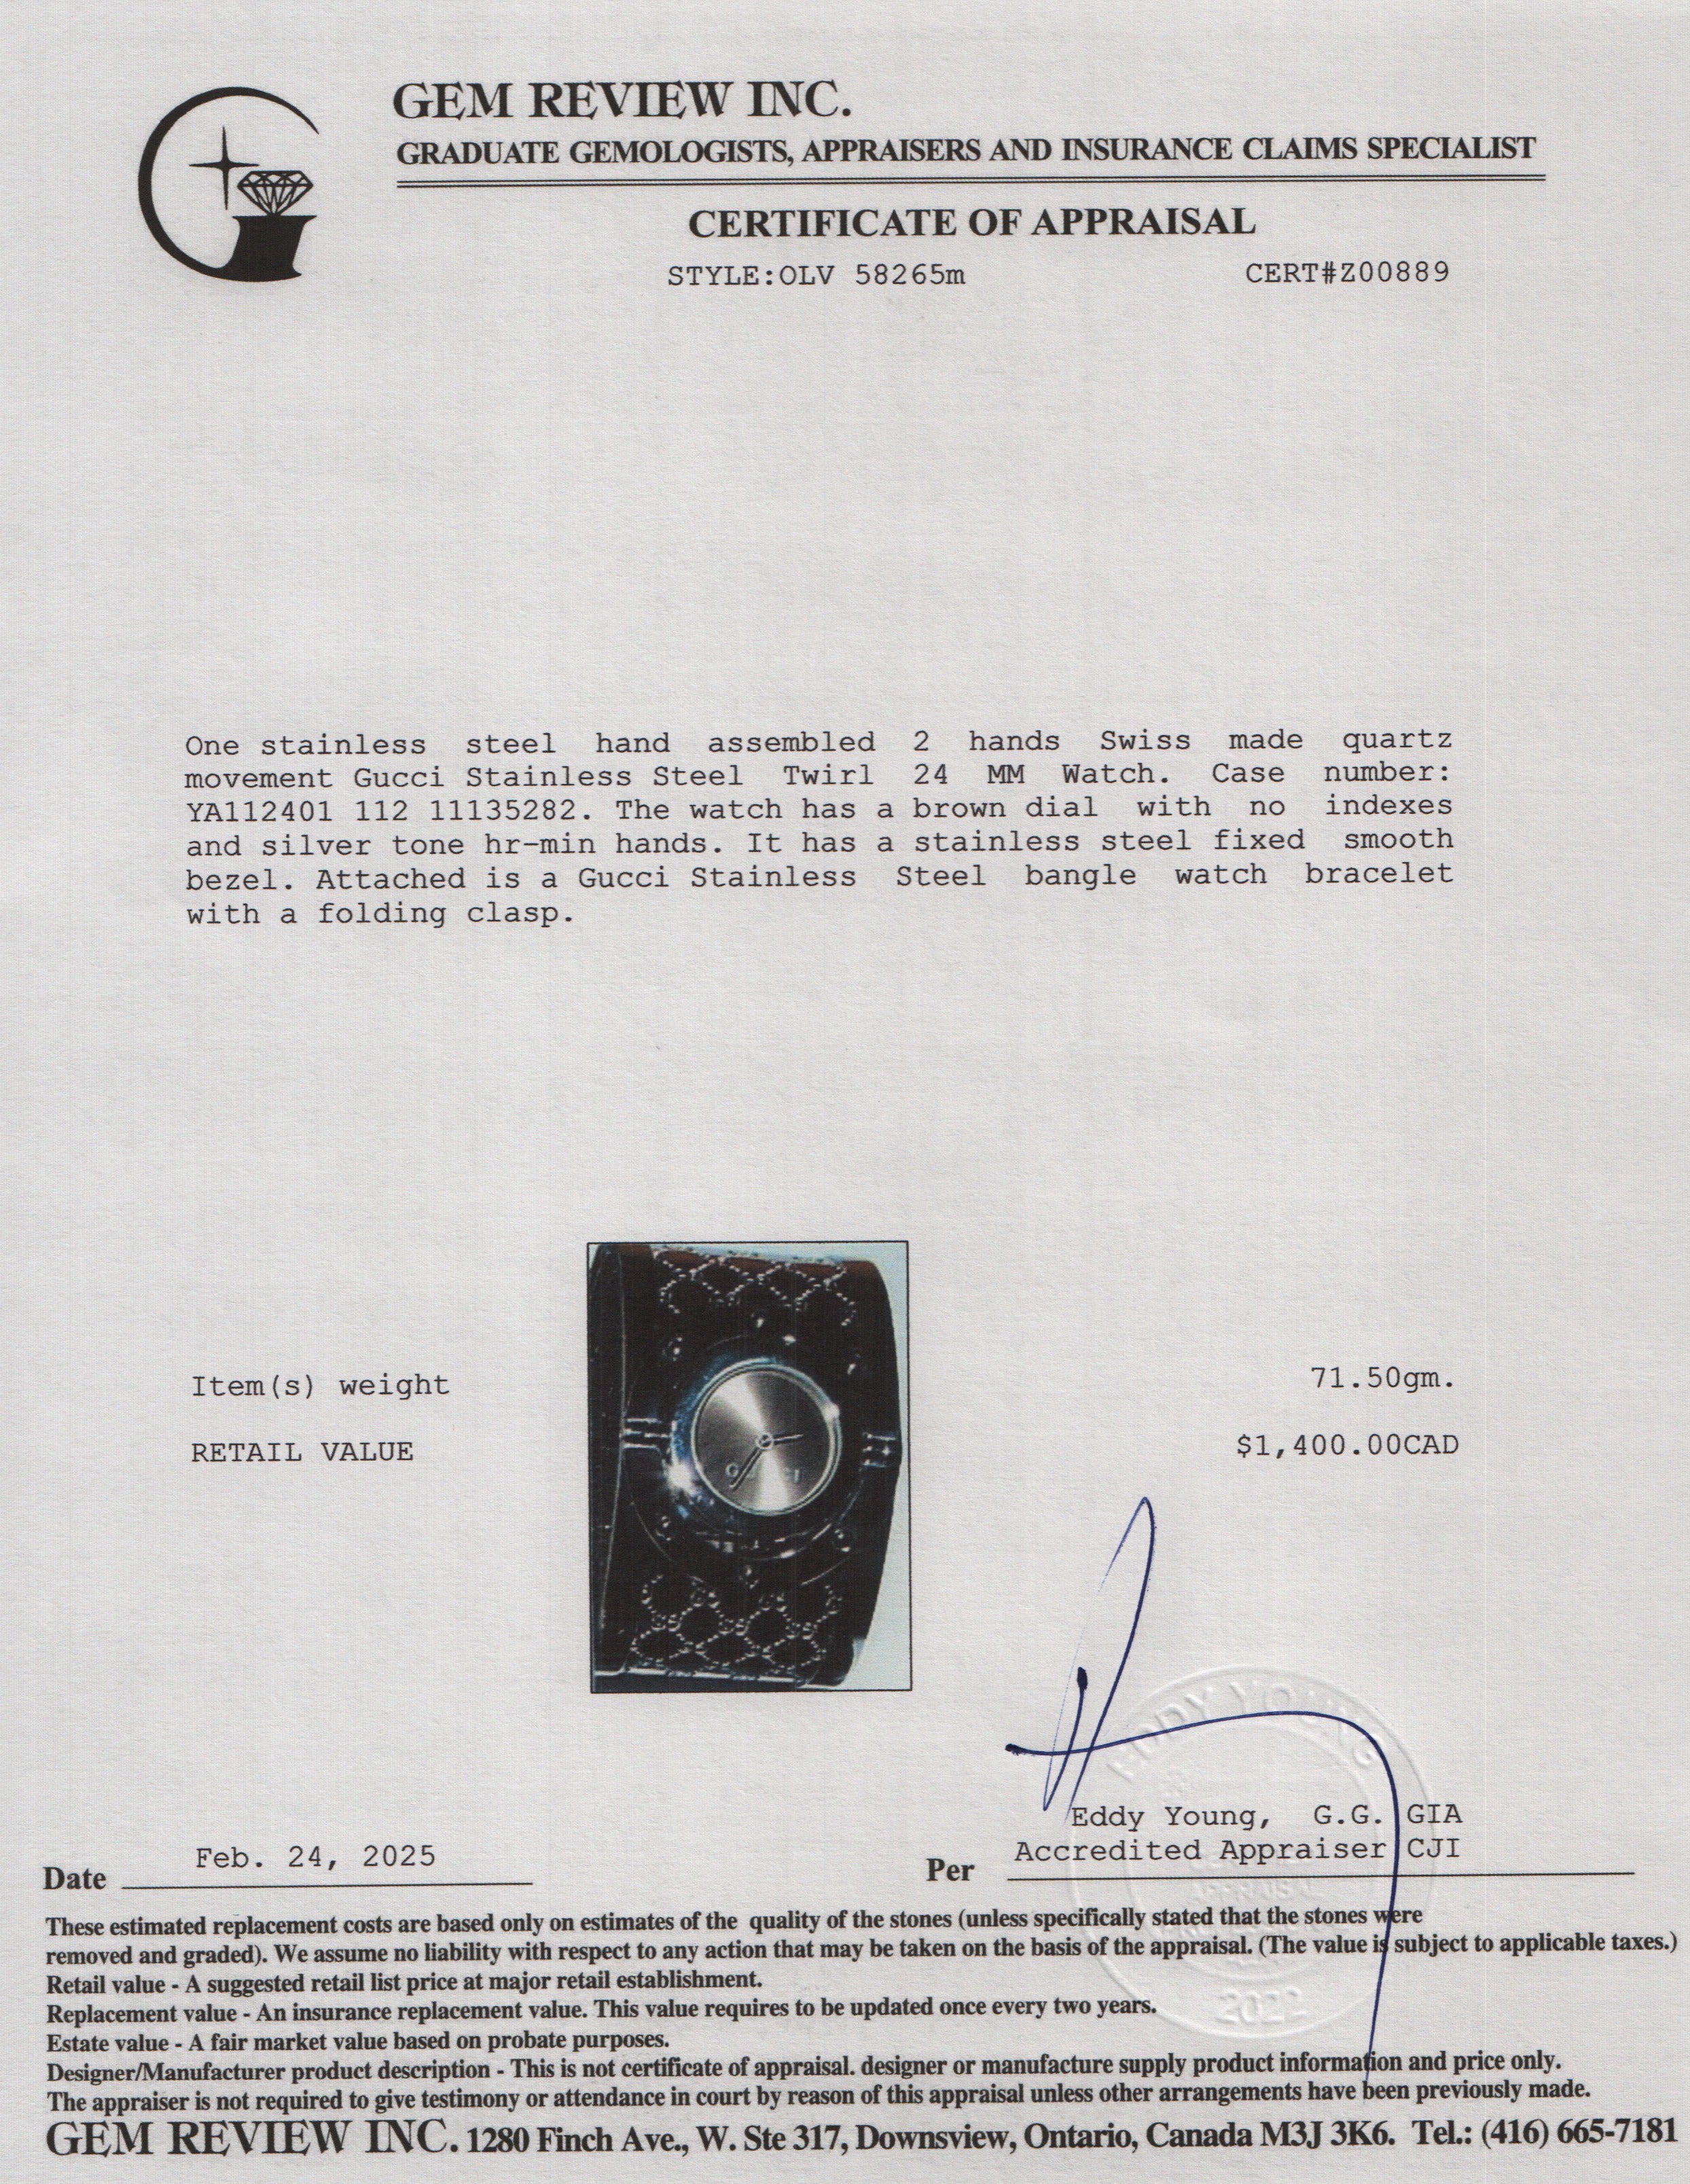 GEM REVIEW INC.
GRADUATE GEMOLOGISTS, APPRAISERS AND INSURANCE CLAIMS SPECIALIST
CERTIFICATE OF APPRAISAL
STYLE:OLV 58265m CERT#Z00889
One stainless steel hand assembled 2 hands Swiss made quartz
movement Gucci Stainless Steel Twirl 24 MM Watch. Case number:
YA112401 112 11135282. The watch has a brown dial with no indexes
and silver tone hr-min hands. It has a stainless steel fixed smooth
bezel. Attached is a Gucci Stainless Steel bangle watch bracelet
with a folding clasp.
Item(s) weight 71.50gm.
RETAIL VALUE $1,400.00CAD
EDDY YOUNG
Eddy Young, G.G. GIA
Accredited Appraiser CJI
Date Feb. 24, 2025 Per
2022
These estimated replacement costs are based only on estimates of the quality of the stones (unless specifically stated that the stones were
removed and graded). We assume no liability with respect to any action that may be taken on the basis of the appraisal. (The value is subject to applicable taxes.)
Retail value - A suggested retail list price at major retail establishment.
Replacement value - An insurance replacement value. This value requires to be updated once every two years.
Estate value - A fair market value based on probate purposes.
Designer/Manufacturer product description - This is not certificate of appraisal. designer or manufacture supply product information and price only.
The appraiser is not required to give testimony or attendance in court by reason of this appraisal unless other arrangements have been previously made.
GEM REVIEW INC. 1280 Finch Ave., W. Ste 317, Downsview, Ontario, Canada M3J 3K6. Tel.: (416) 665-7181